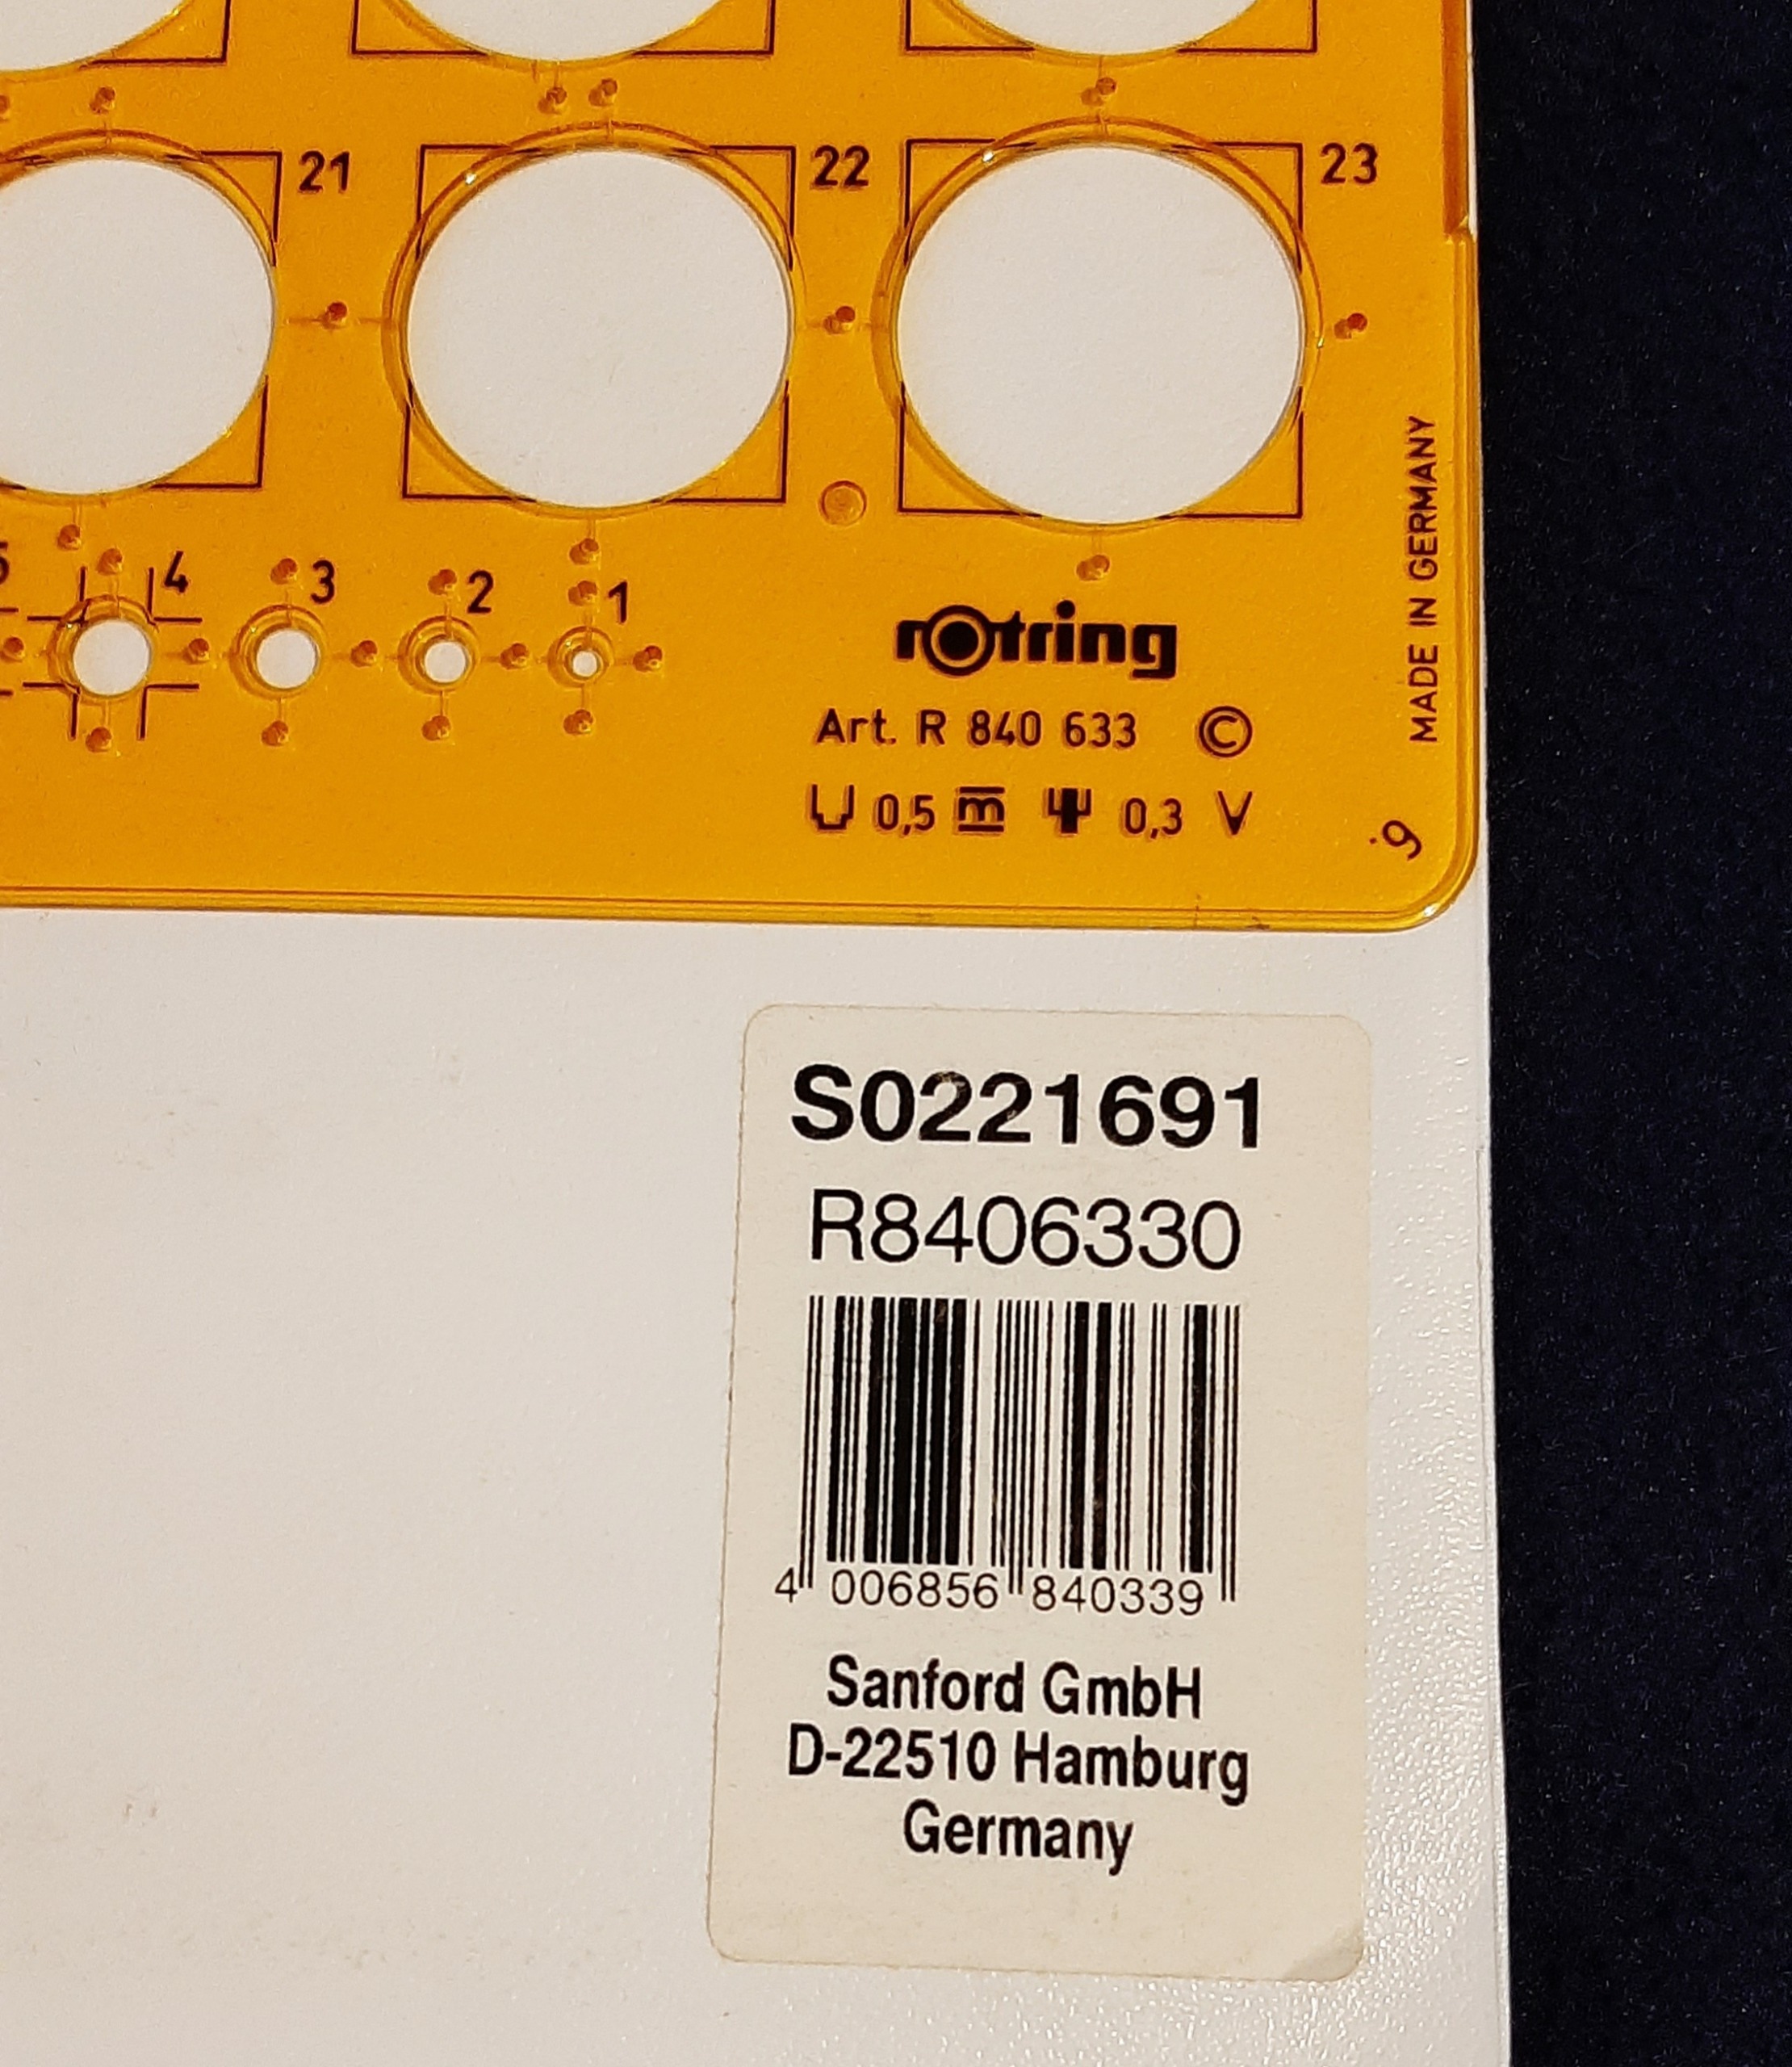 21 22 23
5 4 3 2 1
rotring
Art. R 840 633 ©
0,5 m 0,3
MADE IN GERMANY
S0221691
R8406330
4 006856 840339
Sanford GmbH
D-22510 Hamburg
Germany